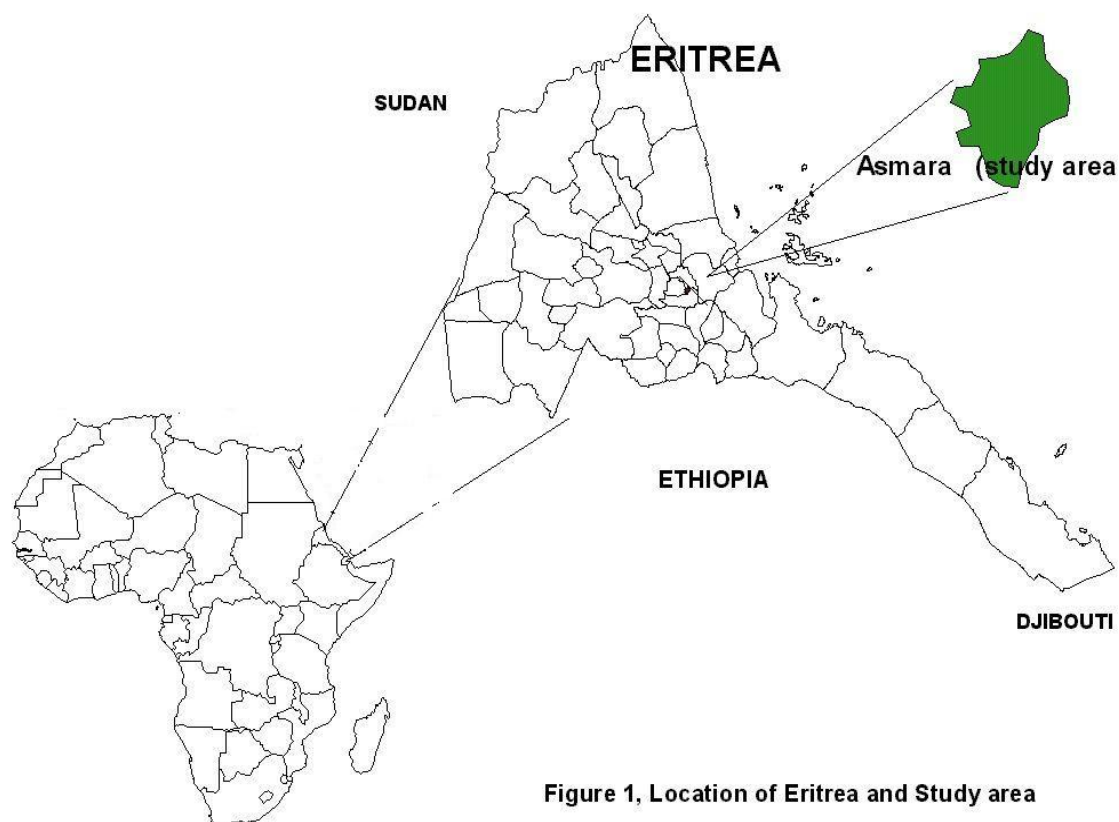 ERITREA
SUDAN
Asmara (study area
ETHIOPIA
DJIBOUTI
Figure 1, Location of Eritrea and Study area